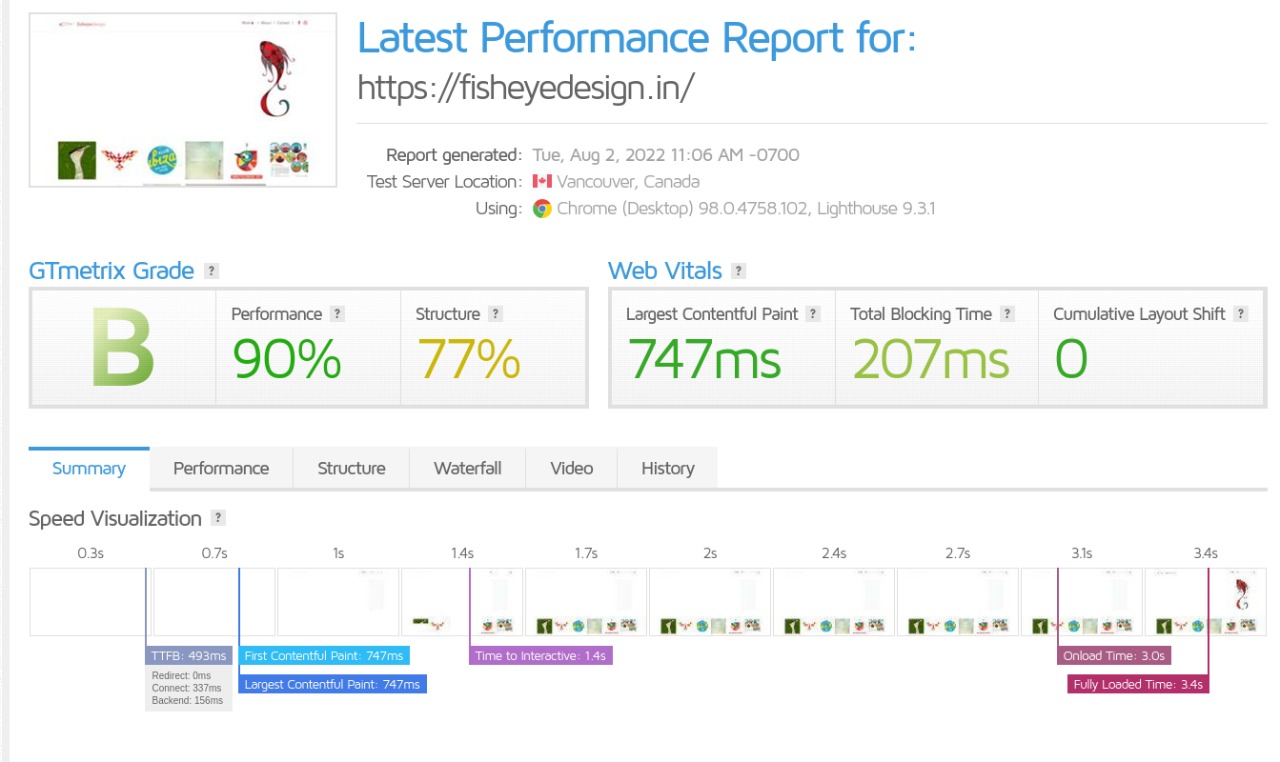 Latest Performance Report for:
https://fisheyedesign.in/
Report generated: Tue, Aug 2, 2022 11:06 AM -0700
Test Server Location: Vancouver, Canada
Using: Chrome (Desktop) 98.0.4758.102, Lighthouse 9.3.1
GTmetrix Grade ?
Web Vitals ?
B
Performance ?
90%
Structure ?
77%
Largest Contentful Paint ?
747ms
Total Blocking Time ?
207ms
Cumulative Layout Shift ?
0
Summary Performance Structure Waterfall Video History
Speed Visualization ?
0.3s 0.7s 1s 1.4s 1.7s 2s 2.4s 2.7s 3.1s 3.4s
TTFB: 493ms
Redirect: 0ms
Connect: 337ms
Backend: 156ms
First Contentful Paint: 747ms
Largest Contentful Paint: 747ms
Time to Interactive: 1.4s
Onload Time: 3.0s
Fully Loaded Time: 3.4s